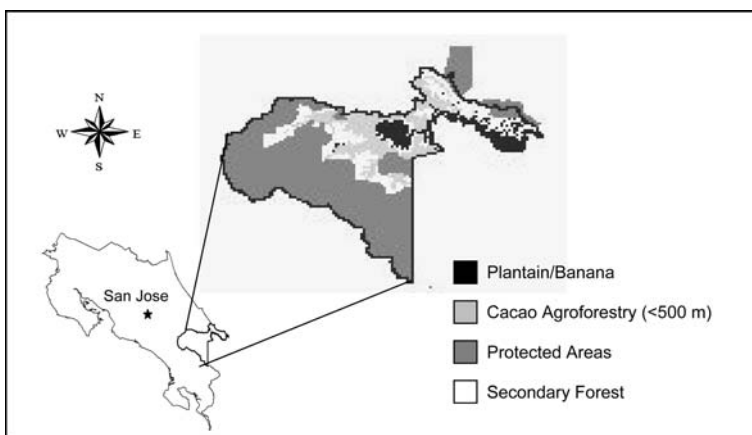 N
W E
S
San Jose
Plantain/Banana
Cacao Agroforestry (<500 m)
Protected Areas
Secondary Forest